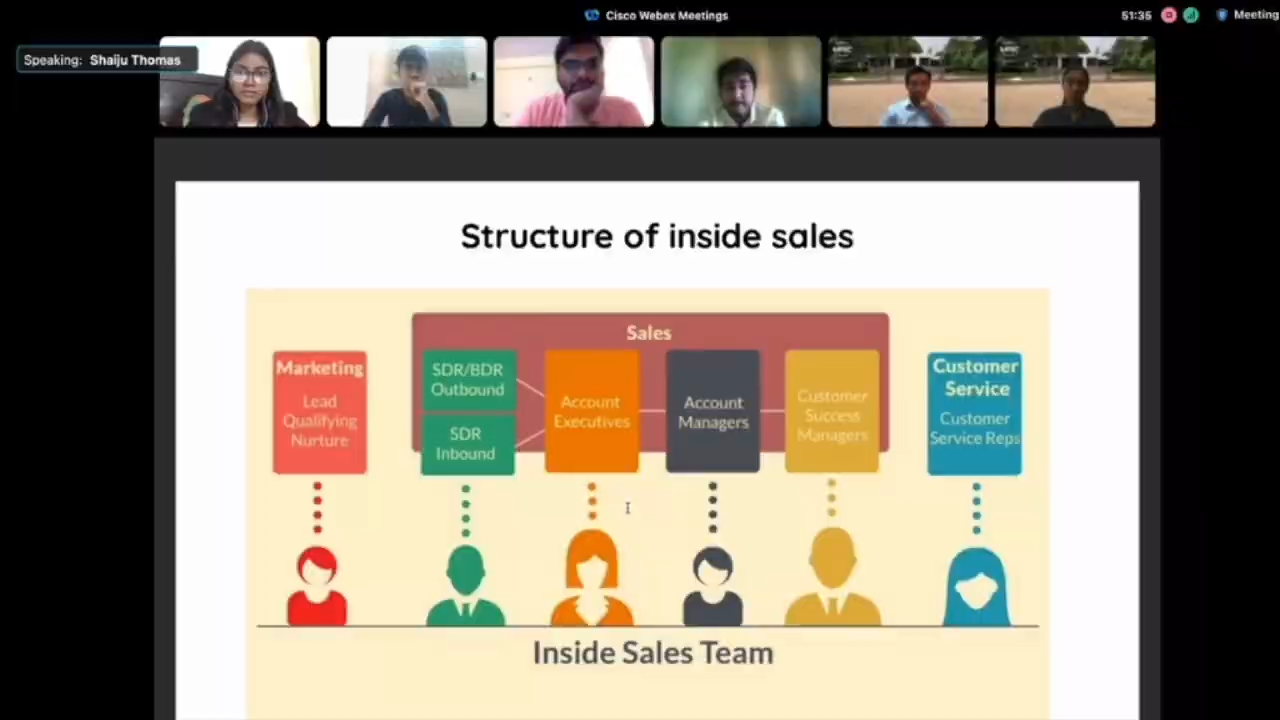 Cisco Webex Meetings
51:35
Meeting
Speaking: Shaiju Thomas
Structure of inside sales
Sales
Marketing
Lead
Qualifying
Nurture
SDR/BDR
Outbound
SDR
Inbound
Account
Executives
Account
Managers
Customer
Success
Managers
Customer
Service
Customer
Service Reps
Inside Sales Team